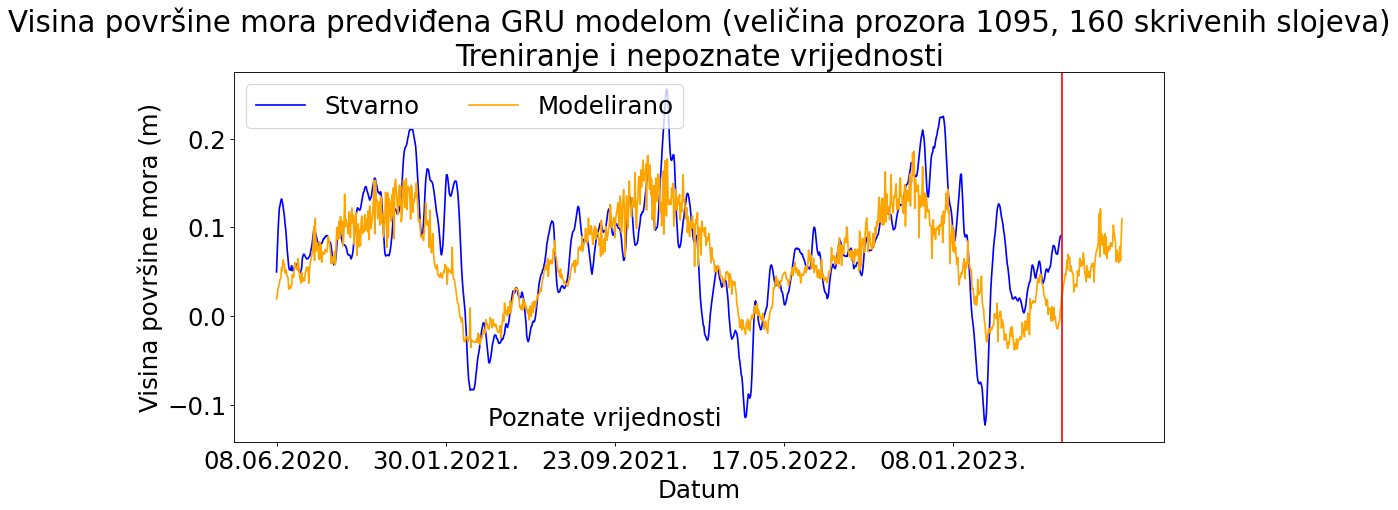 Visina površine mora predviđena GRU modelom (veličina prozora 1095, 160 skrivenih slojeva)
Treniranje i nepoznate vrijednosti
Stvarno Modelirano
Visina površine mora (m)
0.2
0.1
0.0
−0.1
Poznate vrijednosti
08.06.2020. 30.01.2021. 23.09.2021. 17.05.2022. 08.01.2023.
Datum